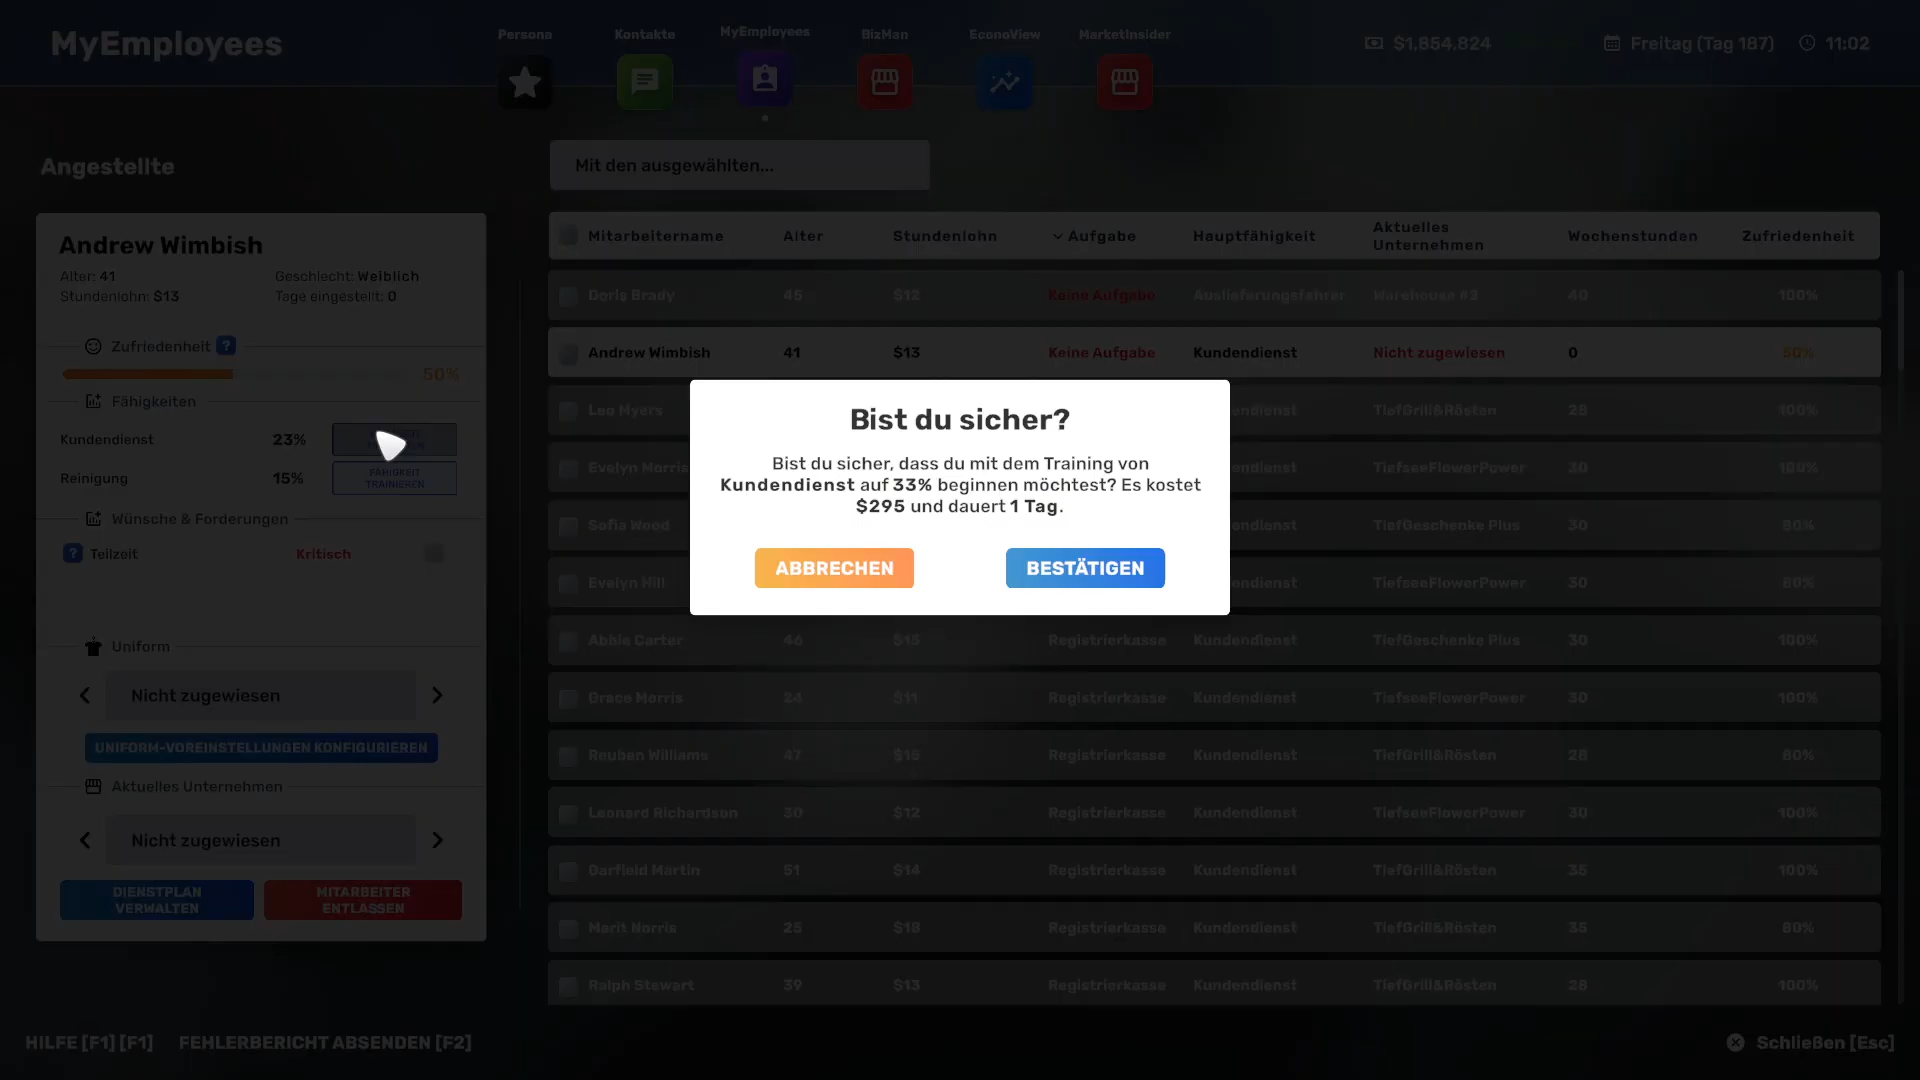 MyEmployees
Persona
Kontakte
MyEmployees
BizMan
EconoView
MarketInsider
$1,854,824
Freitag (Tag 187)
11:02
Angestellte
Mit den ausgewählten...
Andrew Wimbish
Alter: 41
Geschlecht: Weiblich
Stundenlohn: $13
Tage eingestellt: 0
Zufriedenheit ?
50%
Fähigkeiten
Kundendienst 23%
Reinigung 15%
FÄHIGKEIT
TRAINIEREN
Wünsche & Forderungen
? Teilzeit Kritisch
Uniform
Nicht zugewiesen
UNIFORM-VOREINSTELLUNGEN KONFIGURIEREN
Aktuelles Unternehmen
Nicht zugewiesen
DIENSTPLAN
VERWALTEN
MITARBEITER
ENTLASSEN
Mitarbeitername Alter Stundenlohn Aufgabe Hauptfähigkeit Aktuelles Unternehmen Wochenstunden Zufriedenheit
Doris Brady 45 $12 Keine Aufgabe Auslieferungsfahrer Warehouse #2 40 100%
Andrew Wimbish 41 $13 Keine Aufgabe Kundendienst Nicht zugewiesen 0 50%
Leo Myers TiefGrill&Rösten 28 100%
Evelyn Morris TiefseeFlowerPower 30 100%
Sofia Wood TiefGeschenke Plus 30 80%
Evelyn Hill TiefseeFlowerPower 30 80%
Abbie Carter 46 $15 Registrierkasse Kundendienst TiefGeschenke Plus 30 100%
Grace Morris 24 $11 Registrierkasse Kundendienst TiefseeFlowerPower 30 100%
Reuben Williams 47 $15 Registrierkasse Kundendienst TiefGrill&Rösten 28 80%
Leonard Richardson 30 $12 Registrierkasse Kundendienst TiefseeFlowerPower 30 100%
Garfield Martin 51 $14 Registrierkasse Kundendienst TiefGrill&Rösten 35 100%
Marit Norris 25 $18 Registrierkasse Kundendienst TiefGrill&Rösten 35 80%
Ralph Stewart 39 $13 Registrierkasse Kundendienst TiefGrill&Rösten 28 100%
Bist du sicher?
Bist du sicher, dass du mit dem Training von
Kundendienst auf 33% beginnen möchtest? Es kostet
$295 und dauert 1 Tag.
ABBRECHEN
BESTÄTIGEN
HILFE [F1] [F1]
FEHLERBERICHT ABSENDEN [F2]
Schließen [Esc]